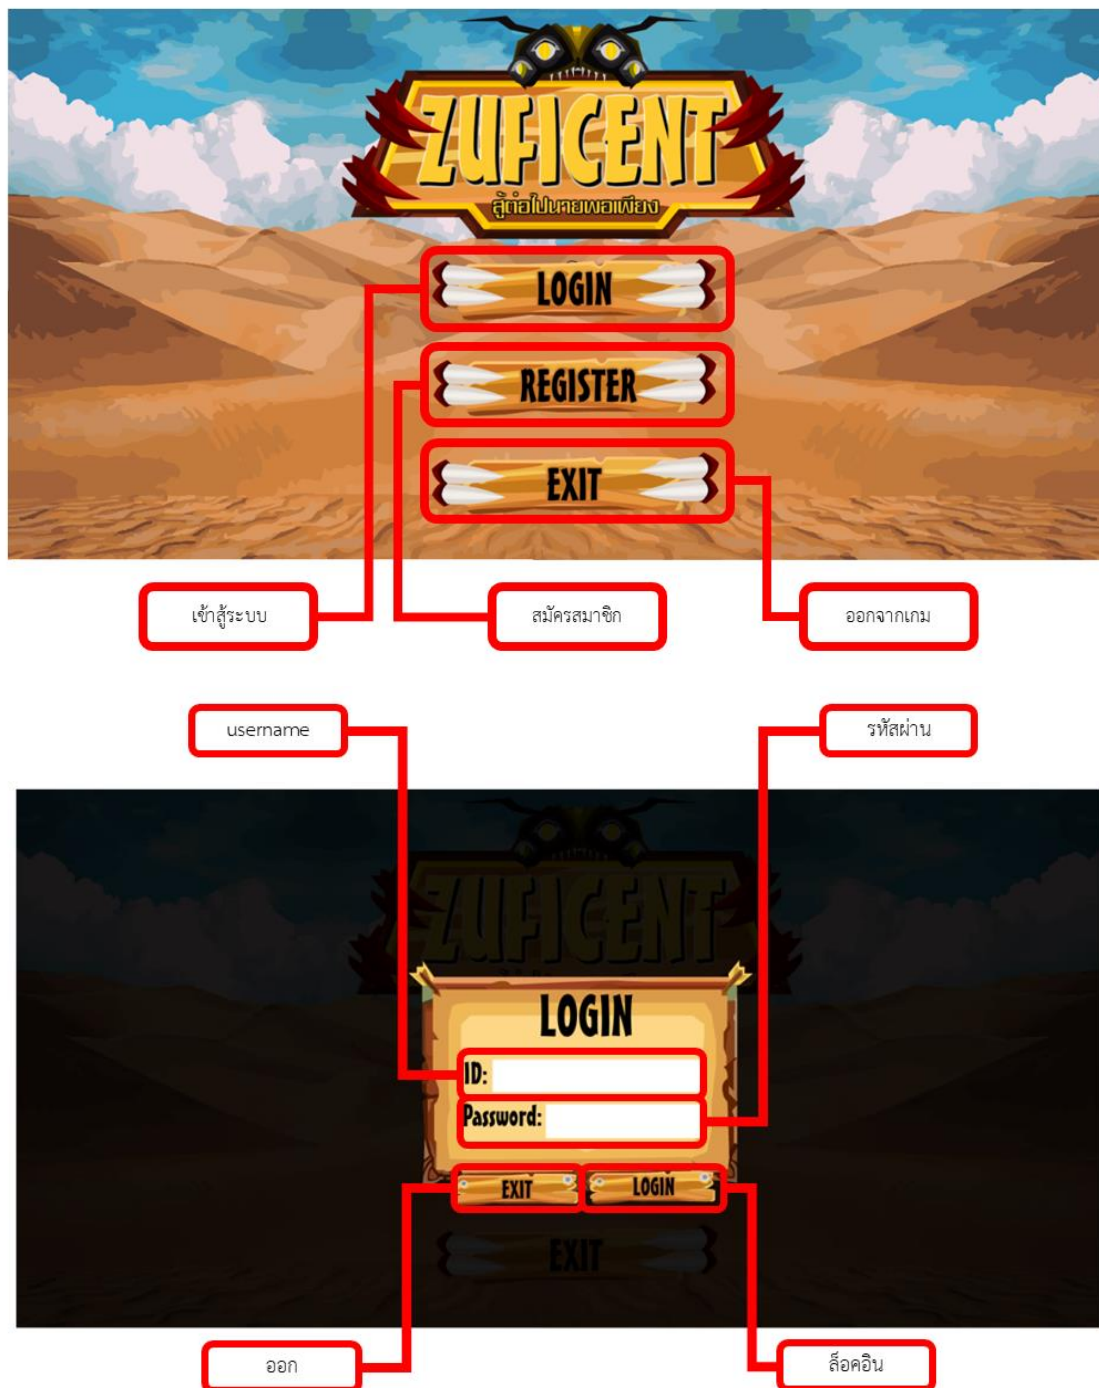 ZUFICENT
สู้ต่อไปนายพอเพียง
LOGIN
REGISTER
EXIT
เข้าสู้ระบบ
สมัครสมาชิก
ออกจากเกม
username
รหัสผ่าน
ZUFICENT
LOGIN
ID:
Password:
EXIT
LOGIN
EXIT
ออก
ล็อคอิน